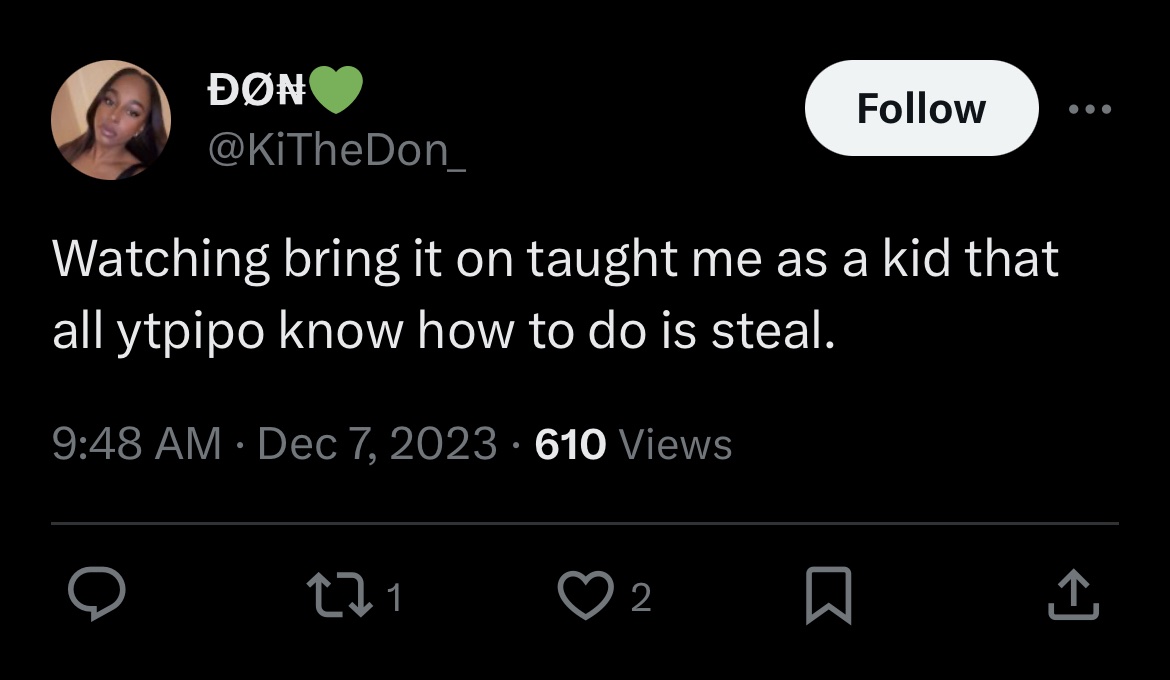 ĐØ₦💚
@KiTheDon_
Follow
Watching bring it on taught me as a kid that
all ytpipo know how to do is steal.
9:48 AM · Dec 7, 2023 · 610 Views
1
2